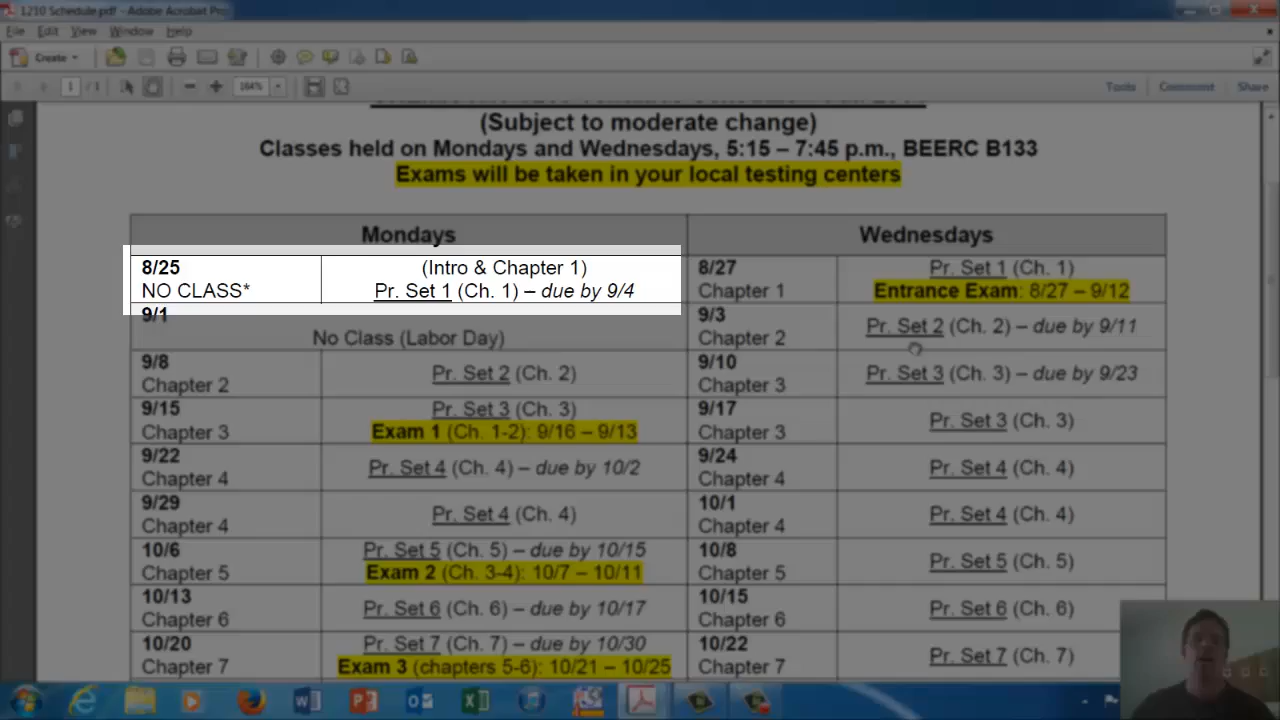 1210 Schedule.pdf - Adobe Acrobat Pro
File Edit View Window Help
Create
1 / 1 164% Tools Comment Share
(Subject to moderate change)
Classes held on Mondays and Wednesdays, 5:15 – 7:45 p.m., BEERC B133
Exams will be taken in your local testing centers
Mondays Wednesdays
8/25 (Intro & Chapter 1) 8/27 Pr. Set 1 (Ch. 1)
NO CLASS* Pr. Set 1 (Ch. 1) – due by 9/4 Chapter 1 Entrance Exam: 8/27 – 9/12
9/1 9/3 Pr. Set 2 (Ch. 2) – due by 9/11
No Class (Labor Day) Chapter 2
9/8 Pr. Set 2 (Ch. 2) 9/10 Pr. Set 3 (Ch. 3) – due by 9/23
Chapter 2 Chapter 3
9/15 Pr. Set 3 (Ch. 3) 9/17 Pr. Set 3 (Ch. 3)
Chapter 3 Exam 1 (Ch. 1-2): 9/16 – 9/13 Chapter 3
9/22 Pr. Set 4 (Ch. 4) – due by 10/2 9/24 Pr. Set 4 (Ch. 4)
Chapter 4 Chapter 4
9/29 Pr. Set 4 (Ch. 4) 10/1 Pr. Set 4 (Ch. 4)
Chapter 4 Chapter 4
10/6 Pr. Set 5 (Ch. 5) – due by 10/15 10/8 Pr. Set 5 (Ch. 5)
Chapter 5 Exam 2 (Ch. 3-4): 10/7 – 10/11 Chapter 5
10/13 Pr. Set 6 (Ch. 6) – due by 10/17 10/15 Pr. Set 6 (Ch. 6)
Chapter 6 Chapter 6
10/20 Pr. Set 7 (Ch. 7) – due by 10/30 10/22 Pr. Set 7 (Ch. 7)
Chapter 7 Exam 3 (chapters 5-6): 10/21 – 10/25 Chapter 7